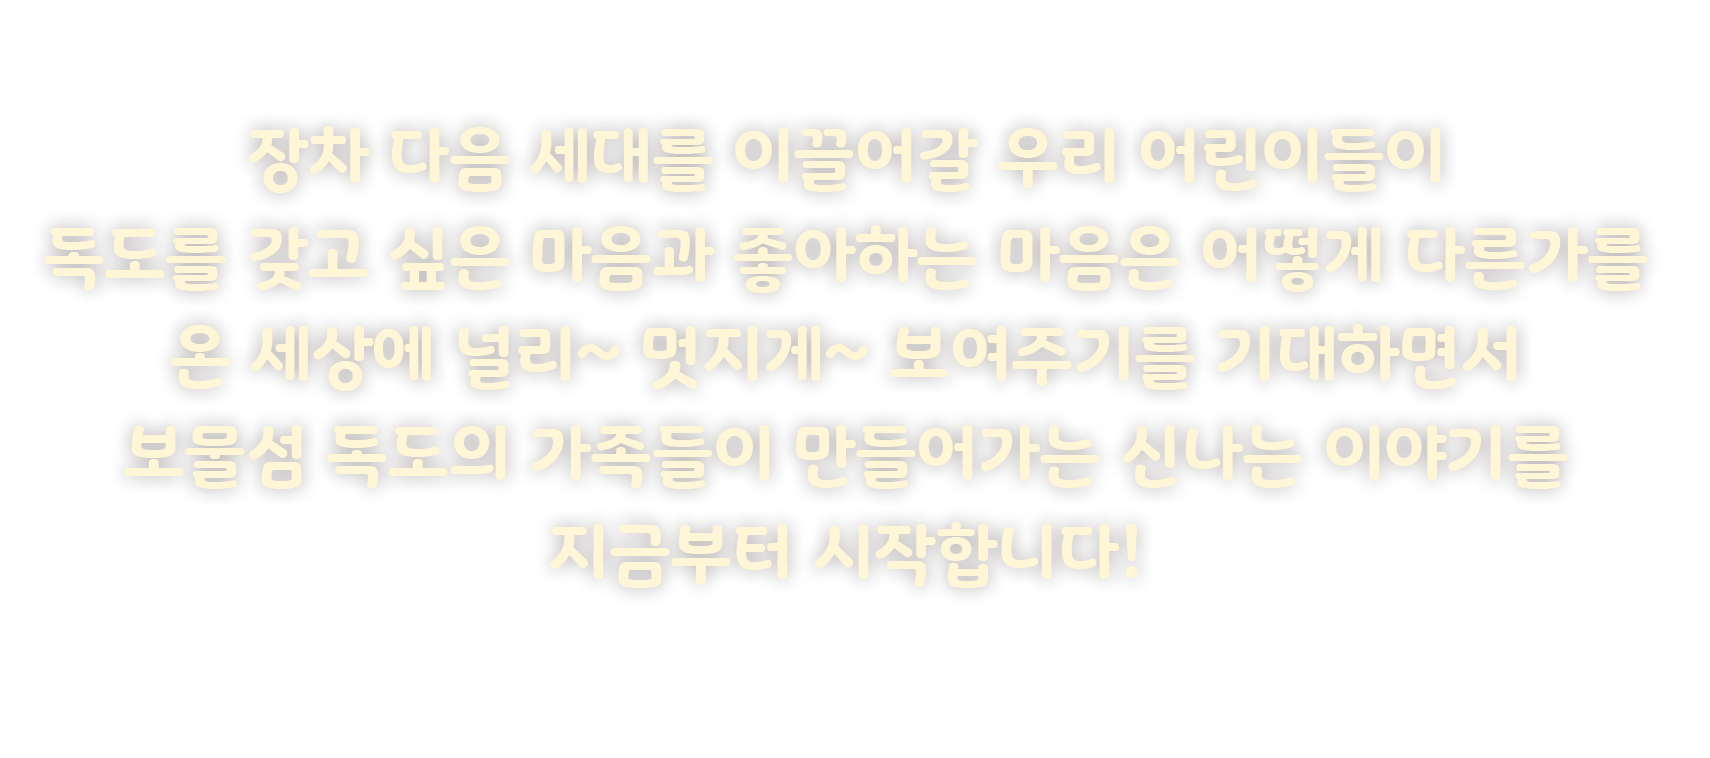 장차 다음 세대를 이끌어갈 우리 어린이들이
독도를 갖고 싶은 마음과 좋아하는 마음은 어떻게 다른가를
온 세상에 널리~ 멋지게~ 보여주기를 기대하면서
보물섬 독도의 가족들이 만들어가는 신나는 이야기를
지금부터 시작합니다!